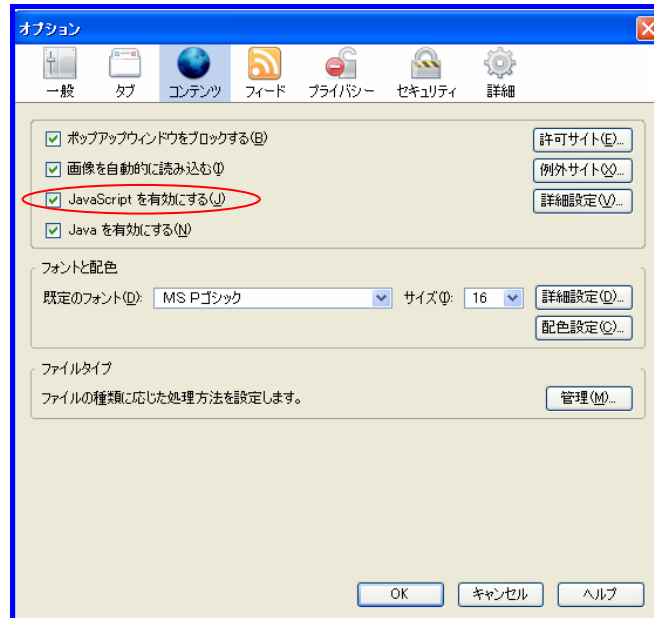 オプション
一般 タブ コンテンツ フィード プライバシー セキュリティ 詳細
ポップアップウィンドウをブロックする(B) 許可サイト(E)...
画像を自動的に読み込む(I) 例外サイト(X)...
JavaScript を有効にする(J) 詳細設定(V)...
Java を有効にする(N)
フォントと配色
既定のフォント(D): MS Pゴシック サイズ(I): 16 詳細設定(D)...
配色設定(C)...
ファイルタイプ
ファイルの種類に応じた処理方法を設定します。 管理(M)...
OK キャンセル ヘルプ